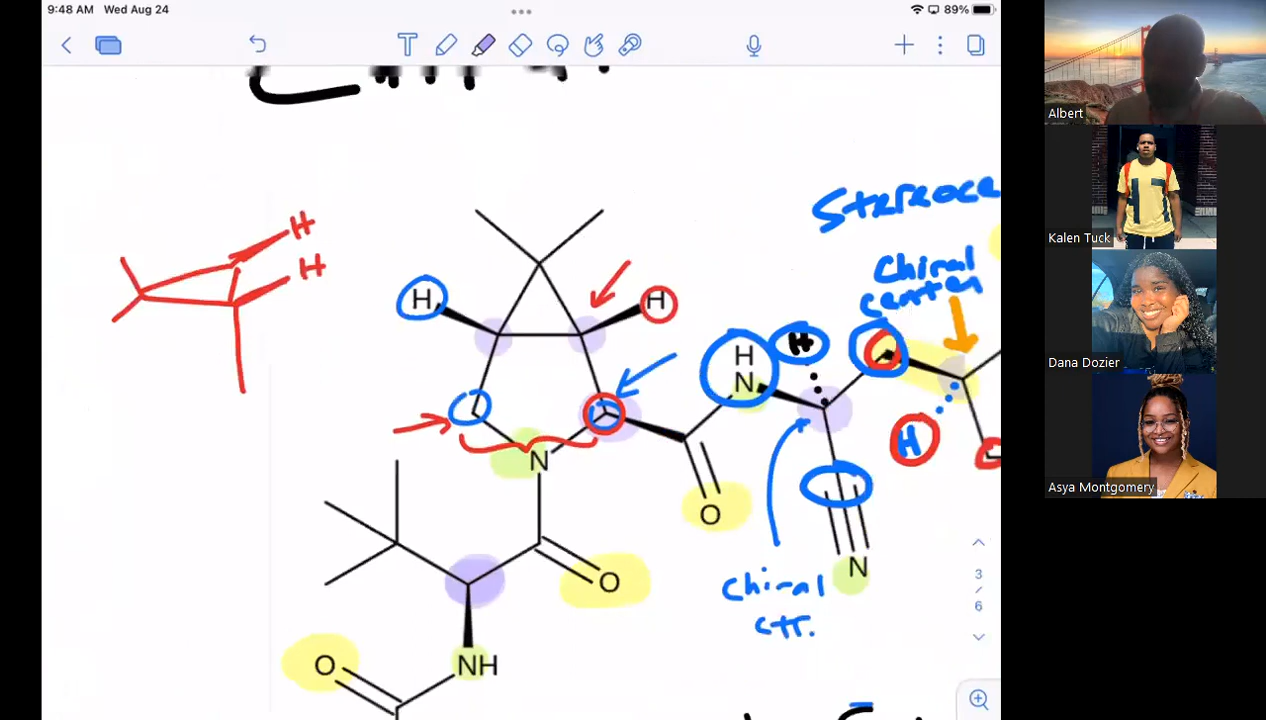 9:48 AM Wed Aug 24
89%
T
Stereoce
Chiral
center
H
H
H
H
H
N
H
H
N
O
N
O
Chiral
ctr.
O
NH
3
/
6
Albert
Kalen Tuck
Dana Dozier
Asya Montgomery